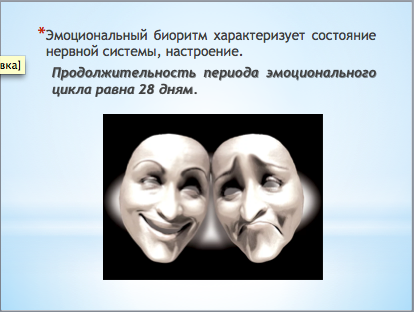 *Эмоциональный биоритм характеризует состояние
нервной системы, настроение.
вка]
Продолжительность периода эмоционального
цикла равна 28 дням.